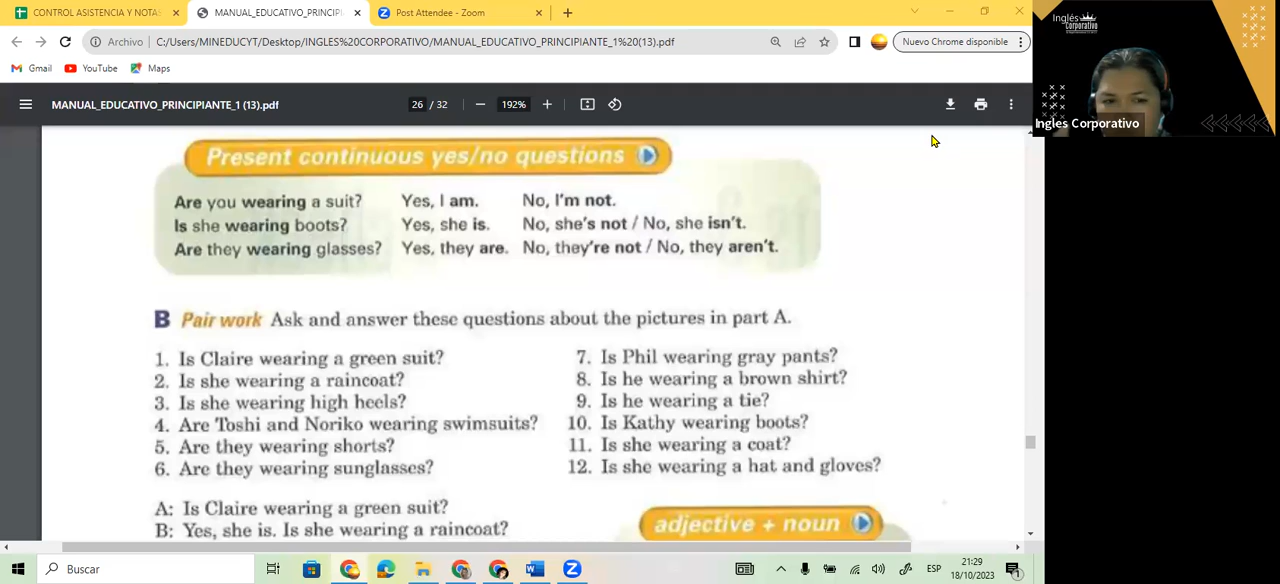 CONTROL ASISTENCIA Y NOTAS
MANUAL_EDUCATIVO_PRINCIPI
Post Attendee - Zoom
Archivo
C:/Users/MINEDUCYT/Desktop/INGLES%20CORPORATIVO/MANUAL_EDUCATIVO_PRINCIPIANTE_1%20(13).pdf
Nuevo Chrome disponible
Gmail
YouTube
Maps
Inglés
Corporativo
Ingles Corporativo
MANUAL_EDUCATIVO_PRINCIPIANTE_1 (13).pdf
26 / 32
192%
Present continuous yes/no questions
Are you wearing a suit? Yes, I am. No, I'm not.
Is she wearing boots? Yes, she is. No, she's not / No, she isn't.
Are they wearing glasses? Yes, they are. No, they're not / No, they aren't.
B Pair work Ask and answer these questions about the pictures in part A.
1. Is Claire wearing a green suit?
2. Is she wearing a raincoat?
3. Is she wearing high heels?
4. Are Toshi and Noriko wearing swimsuits?
5. Are they wearing shorts?
6. Are they wearing sunglasses?
7. Is Phil wearing gray pants?
8. Is he wearing a brown shirt?
9. Is he wearing a tie?
10. Is Kathy wearing boots?
11. Is she wearing a coat?
12. Is she wearing a hat and gloves?
A: Is Claire wearing a green suit?
B: Yes, she is. Is she wearing a raincoat?
adjective + noun
Buscar
ESP
21:29
18/10/2023